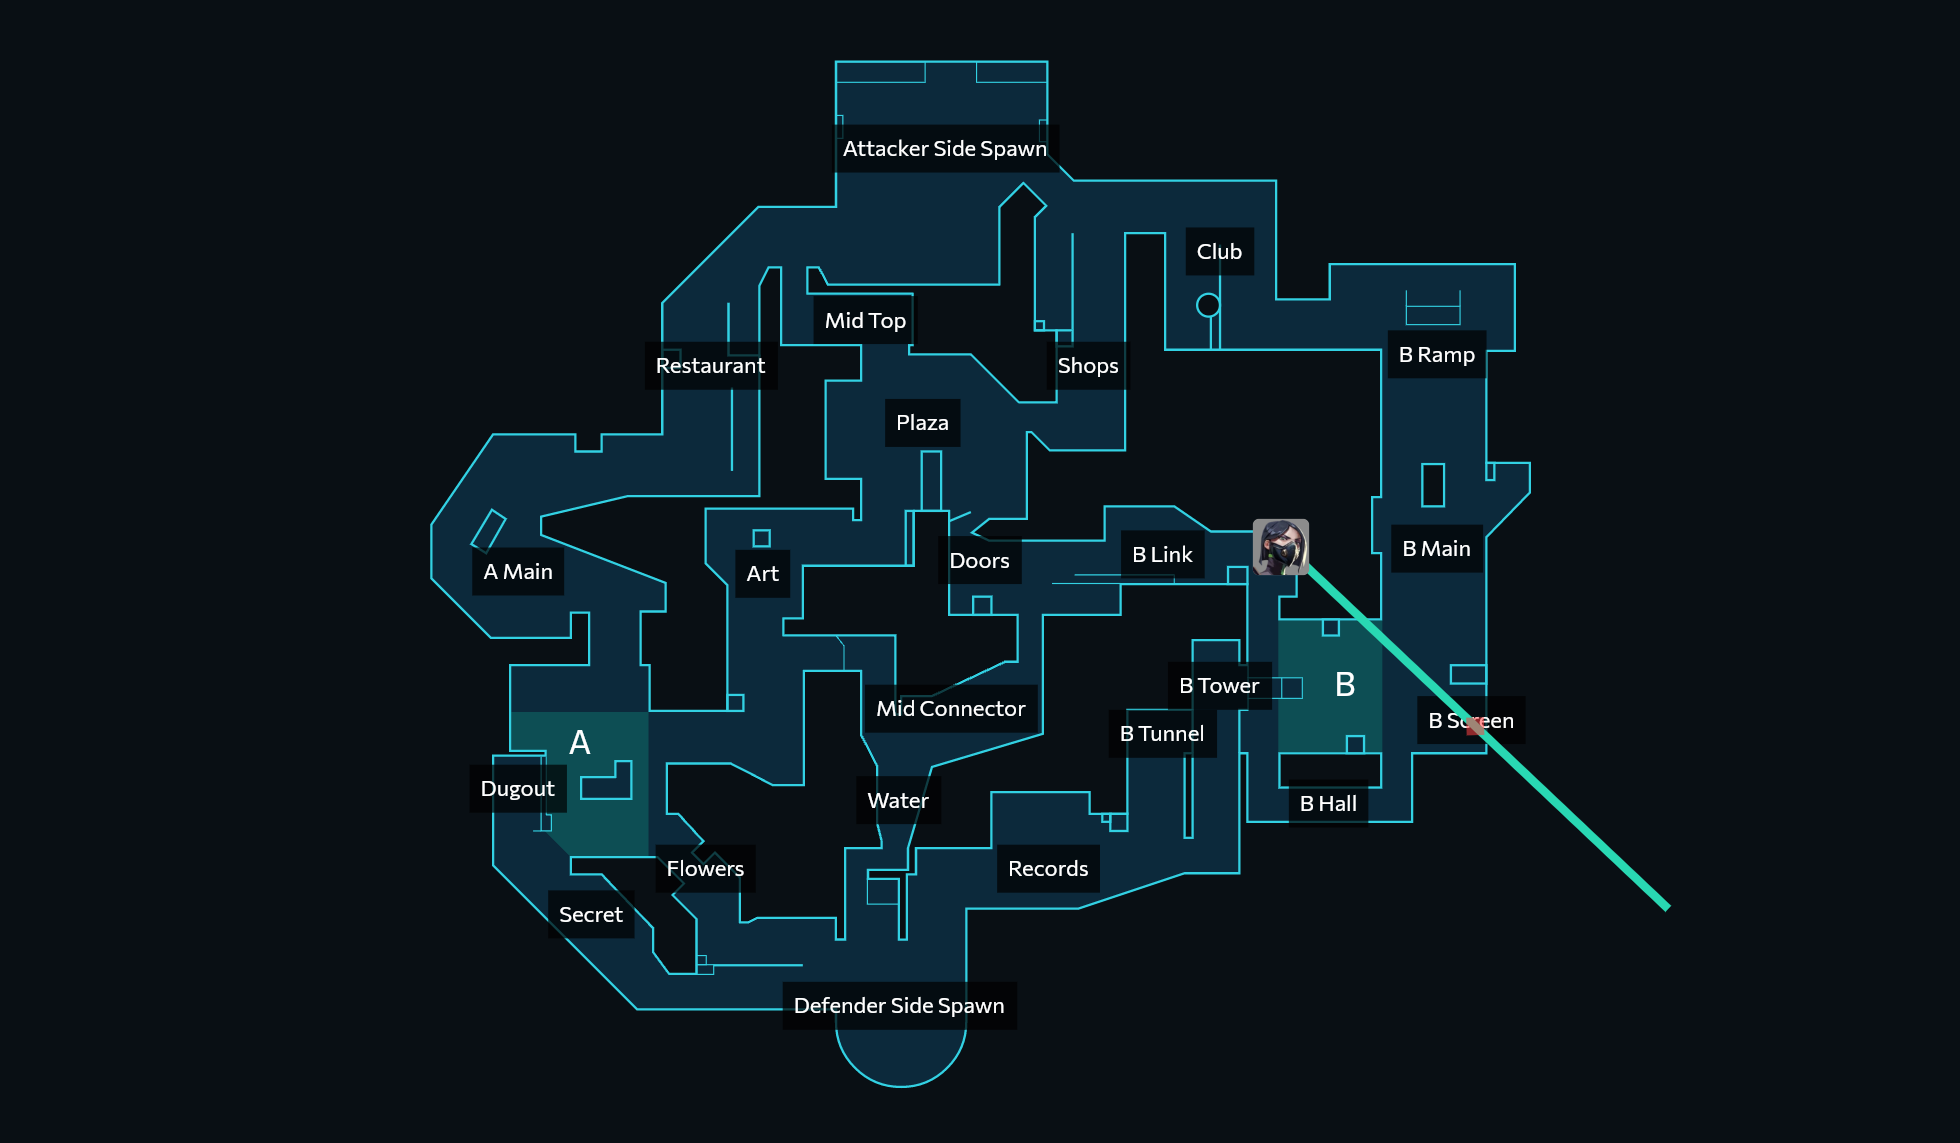 Attacker Side Spawn
Club
Mid Top
B Ramp
Restaurant
Shops
Plaza
B Main
B Link
Doors
A Main
Art
B
B Tower
Mid Connector
B Screen
B Tunnel
A
Dugout
Water
B Hall
Flowers
Records
Secret
Defender Side Spawn